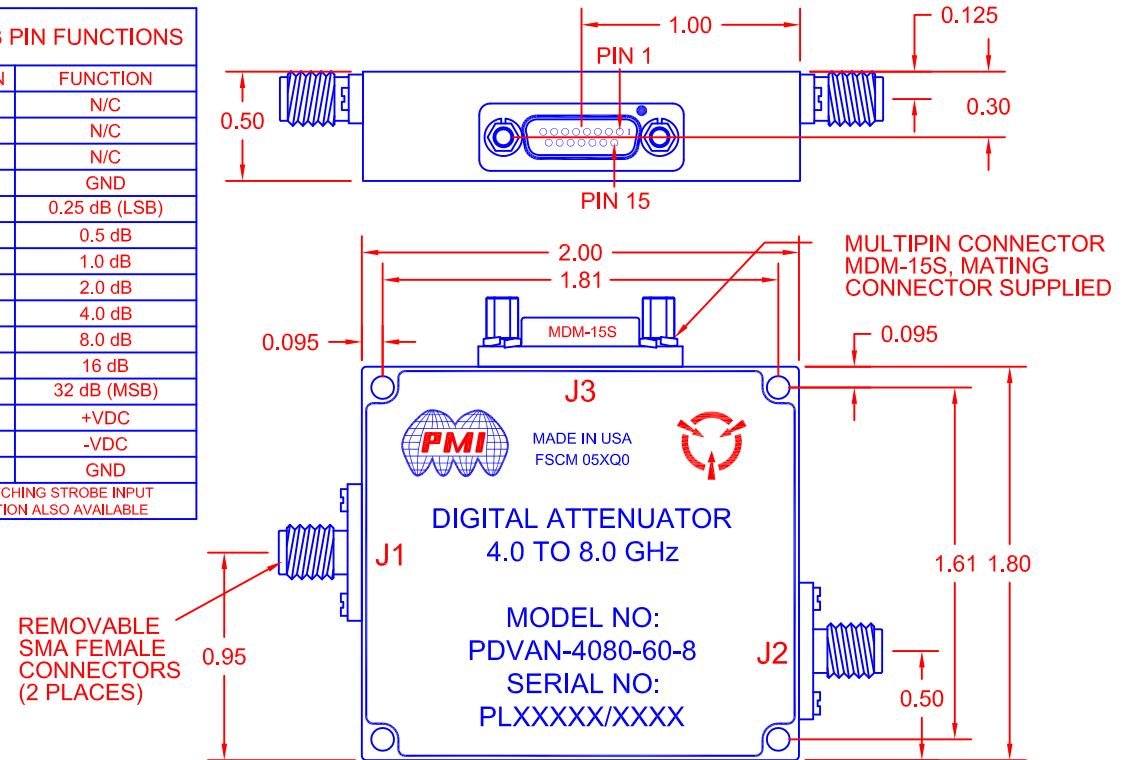 PIN FUNCTIONS
FUNCTION
N/C
N/C
N/C
GND
0.25 dB (LSB)
0.5 dB
1.0 dB
2.0 dB
4.0 dB
8.0 dB
16 dB
32 dB (MSB)
+VDC
-VDC
GND
STROBE INPUT
ALSO AVAILABLE
1.00
0.125
PIN 1
0.50
0.30
1
PIN 15
2.00
1.81
MULTIPIN CONNECTOR
MDM-15S, MATING
CONNECTOR SUPPLIED
MDM-15S
0.095
0.095
J3
PMI
MADE IN USA
FSCM 05XQ0
DIGITAL ATTENUATOR
4.0 TO 8.0 GHz
J1
1.61
1.80
MODEL NO:
PDVAN-4080-60-8
SERIAL NO:
PLXXXXX/XXXX
J2
REMOVABLE
SMA FEMALE
CONNECTORS
(2 PLACES)
0.95
0.50